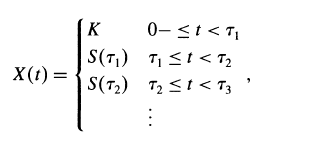 X(t) = { K 0− ≤ t < τ₁
S(τ₁) τ₁ ≤ t < τ₂
S(τ₂) τ₂ ≤ t < τ₃ ,
⋮